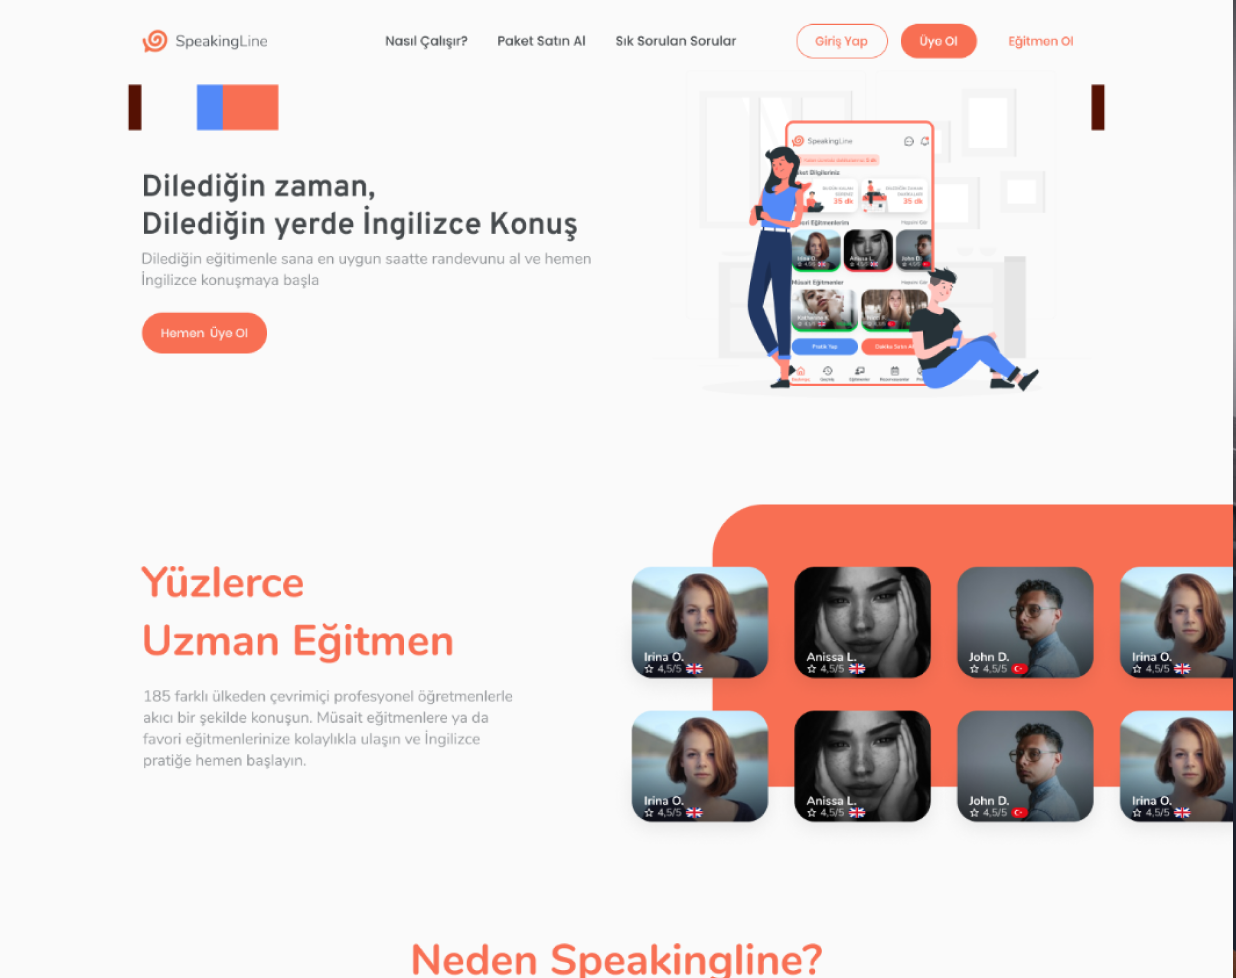 SpeakingLine
Nasıl Çalışır?
Paket Satın Al
Sık Sorulan Sorular
Giriş Yap
Üye Ol
Eğitmen Ol
Dilediğin zaman,
Dilediğin yerde İngilizce Konuş
Dilediğin eğitimenle sana en uygun saatte randevunu al ve hemen
İngilizce konuşmaya başla
Hemen Üye Ol
SpeakingLine
35 dk
35 dk
Müsait Eğitmenler
Pratik Yap
Yüzlerce
Uzman Eğitmen
185 farklı ülkeden çevrimiçi profesyonel öğretmenlerle
akıcı bir şekilde konuşun. Müsait eğitmenlere ya da
favori eğitmenlerinize kolaylıkla ulaşın ve İngilizce
pratiğe hemen başlayın.
Irina O.
4,5/5
Anissa L.
4,5/5
John D.
4,5/5
Irina O.
4,5/5
Irina O.
4,5/5
Anissa L.
4,5/5
John D.
4,5/5
Irina O.
4,5/5
Neden Speakingline?